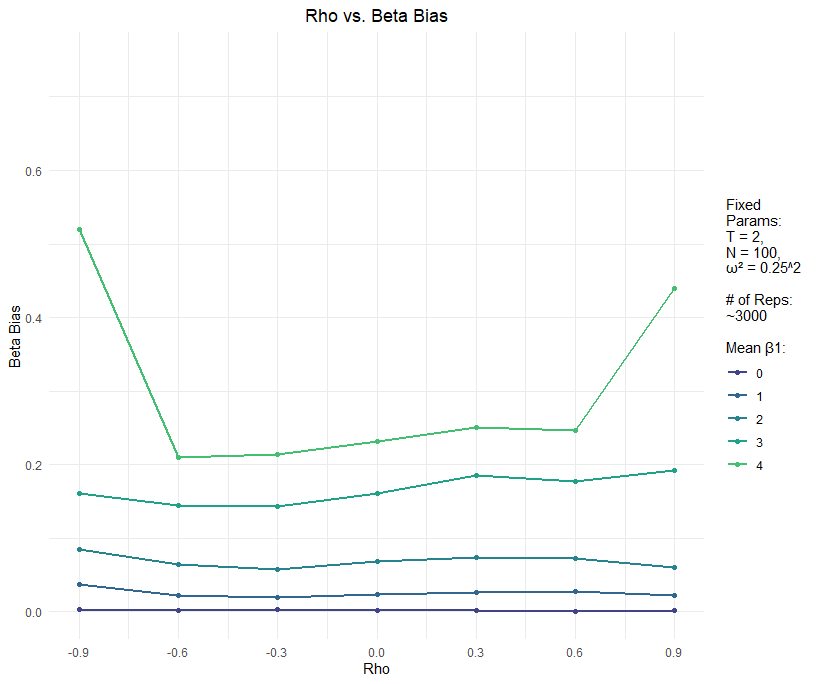 Rho vs. Beta Bias
Beta Bias
0.6
0.4
0.2
0.0
-0.9 -0.6 -0.3 0.0 0.3 0.6 0.9
Rho
Fixed
Params:
T = 2,
N = 100,
ω² = 0.25^2
# of Reps:
~3000
Mean β1:
0
1
2
3
4